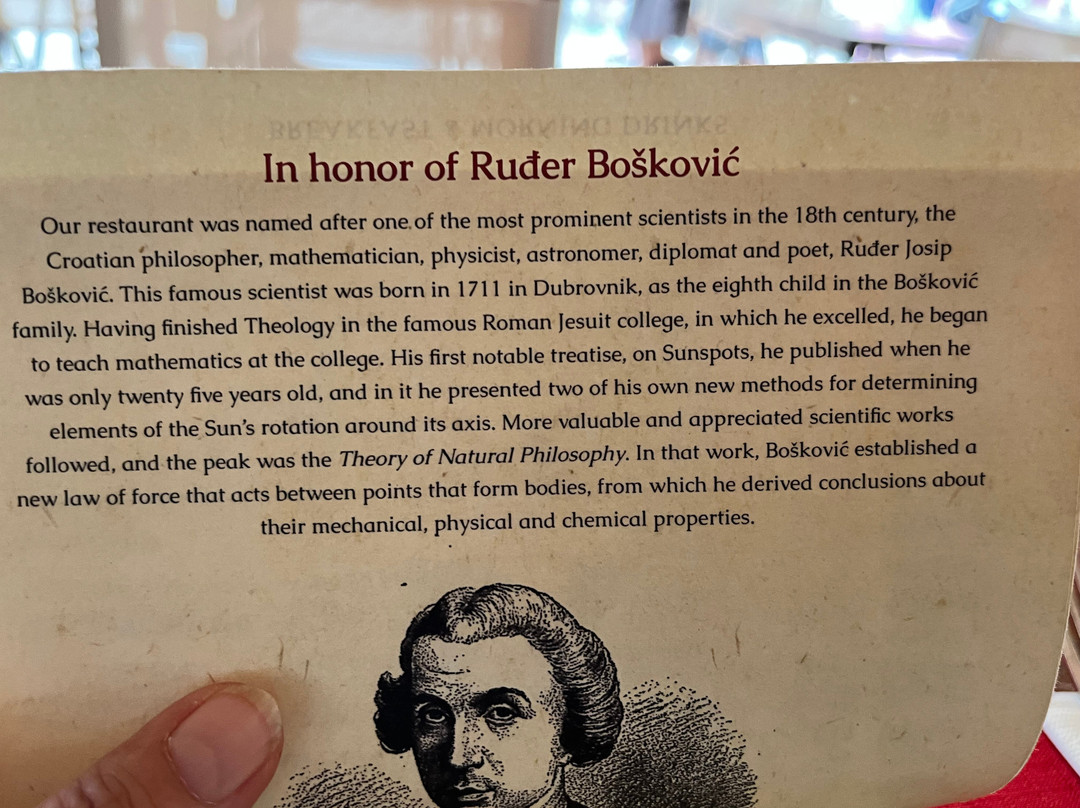 BREAKFAST & MORNING DRINKS
In honor of Ruđer Bošković
Our restaurant was named after one of the most prominent scientists in the 18th century, the
Croatian philosopher, mathematician, physicist, astronomer, diplomat and poet, Ruđer Josip
Bošković. This famous scientist was born in 1711 in Dubrovnik, as the eighth child in the Bošković
family. Having finished Theology in the famous Roman Jesuit college, in which he excelled, he began
to teach mathematics at the college. His first notable treatise, on Sunspots, he published when he
was only twenty five years old, and in it he presented two of his own new methods for determining
elements of the Sun's rotation around its axis. More valuable and appreciated scientific works
followed, and the peak was the Theory of Natural Philosophy. In that work, Bošković established a
new law of force that acts between points that form bodies, from which he derived conclusions about
their mechanical, physical and chemical properties.